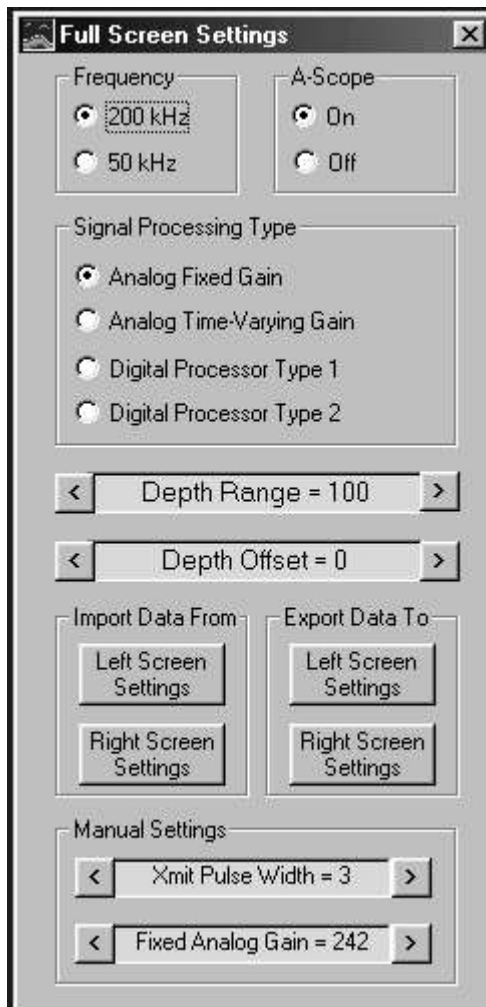 Full Screen Settings
Frequency
200 kHz
50 kHz
A-Scope
On
Off
Signal Processing Type
Analog Fixed Gain
Analog Time-Varying Gain
Digital Processor Type 1
Digital Processor Type 2
< Depth Range = 100 >
< Depth Offset = 0 >
Import Data From
Left Screen
Settings
Right Screen
Settings
Export Data To
Left Screen
Settings
Right Screen
Settings
Manual Settings
< Xmit Pulse Width = 3 >
< Fixed Analog Gain = 242 >